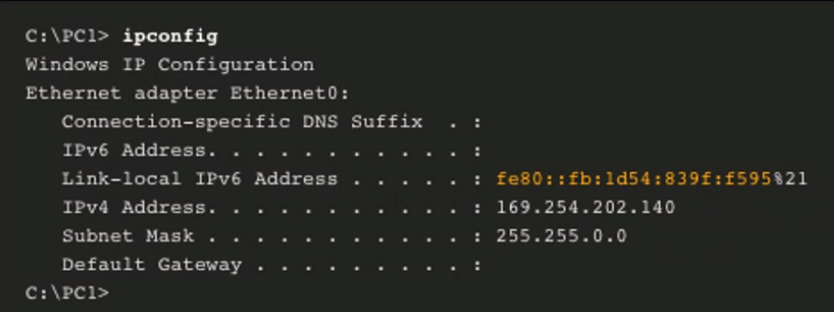 C:\PC1> ipconfig
Windows IP Configuration
Ethernet adapter Ethernet0:
Connection-specific DNS Suffix . :
IPv6 Address. . . . . . . . . . . :
Link-local IPv6 Address . . . . . : fe80::fb:1d54:839f:f595%21
IPv4 Address. . . . . . . . . . . : 169.254.202.140
Subnet Mask . . . . . . . . . . . : 255.255.0.0
Default Gateway . . . . . . . . . :
C:\PC1>